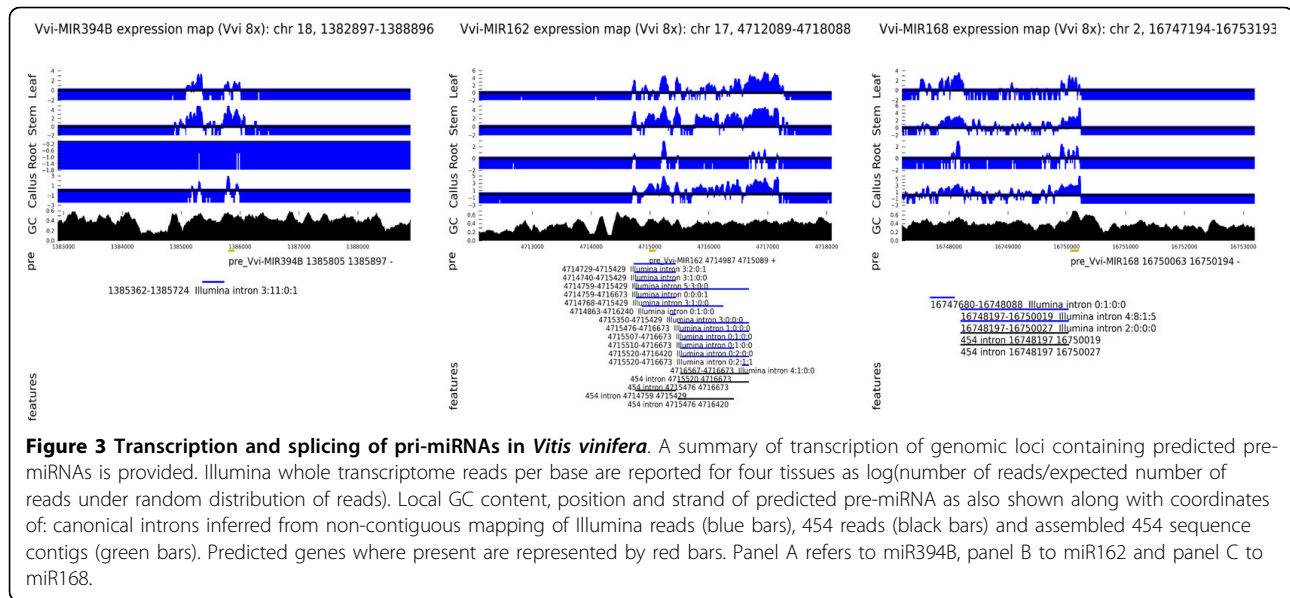 Vvi-MIR394B expression map (Vvi 8x): chr 18, 1382897-1388896
Vvi-MIR162 expression map (Vvi 8x): chr 17, 4712089-4718088
Vvi-MIR168 expression map (Vvi 8x): chr 2, 16747194-16753193
Leaf
Stem
Root
Callus
GC
pre
1383000 1384000 1385000 1386000 1387000 1388000
pre_Vvi-MIR394B 1385805 1385897 -
1385362-1385724 Illumina intron 3:11:0:1
Leaf
Stem
Root
Callus
GC
pre
features
4713000 4714000 4715000 4716000 4717000 4718000
pre_Vvi-MIR162 4714987 4715089 +
4714729-4715429 Illumina intron 3:2:0:1
4714740-4715429 Illumina intron 3:1:0:0
4714759-4715429 Illumina intron 5:3:0:0
4714759-4716673 Illumina intron 0:0:0:1
4714768-4715429 Illumina intron 3:1:0:0
4714863-4716240 Illumina intron 0:1:0:0
4715350-4715429 Illumina intron 3:0:0:0
4715476-4716673 Illumina intron 1:0:0:0
4715507-4716673 Illumina intron 0:1:0:0
4715510-4716673 Illumina intron 0:1:0:0
4715520-4716420 Illumina intron 0:2:0:0
4715520-4716673 Illumina intron 0:2:1:1
4716567-4716673 Illumina intron 4:1:0:0
454 intron 4715520 4716673
454 intron 4715476 4716673
454 intron 4714759 4715429
454 intron 4715476 4716420
Leaf
Stem
Root
Callus
GC
pre
features
16748000 16749000 16750000 16751000 16752000 16753000
pre_Vvi-MIR168 16750063 16750194 -
16747680-16748088 Illumina intron 0:1:0:0
16748197-16750019 Illumina intron 4:8:1:5
16748197-16750027 Illumina intron 2:0:0:0
454 intron 16748197 16750019
454 intron 16748197 16750027
features
Figure 3 Transcription and splicing of pri-miRNAs in Vitis vinifera. A summary of transcription of genomic loci containing predicted pre-
miRNAs is provided. Illumina whole transcriptome reads per base are reported for four tissues as log(number of reads/expected number of
reads under random distribution of reads). Local GC content, position and strand of predicted pre-miRNA as also shown along with coordinates
of: canonical introns inferred from non-contiguous mapping of Illumina reads (blue bars), 454 reads (black bars) and assembled 454 sequence
contigs (green bars). Predicted genes where present are represented by red bars. Panel A refers to miR394B, panel B to miR162 and panel C to
miR168.